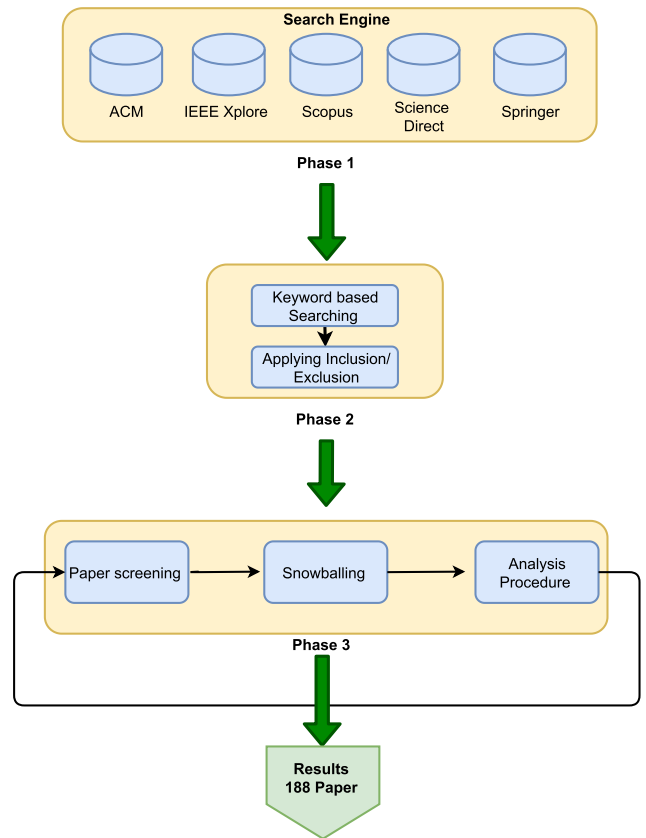 Search Engine
ACM
IEEE Xplore
Scopus
Science
Direct
Springer
Phase 1
Keyword based
Searching
Applying Inclusion/
Exclusion
Phase 2
Paper screening
Snowballing
Analysis
Procedure
Phase 3
Results
188 Paper